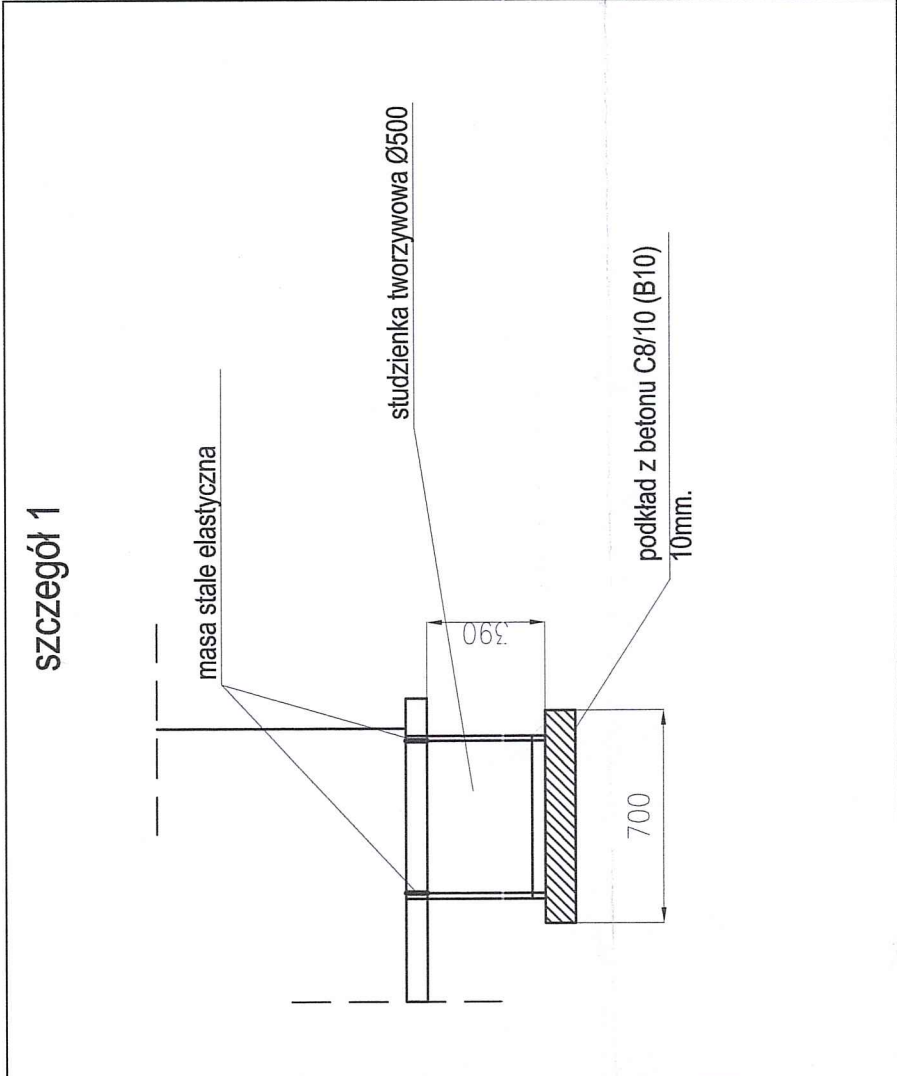 szczegół 1
masa stale elastyczna
studzienka tworzywowa Ø500
390
podkład z betonu C8/10 (B10)
10mm.
700